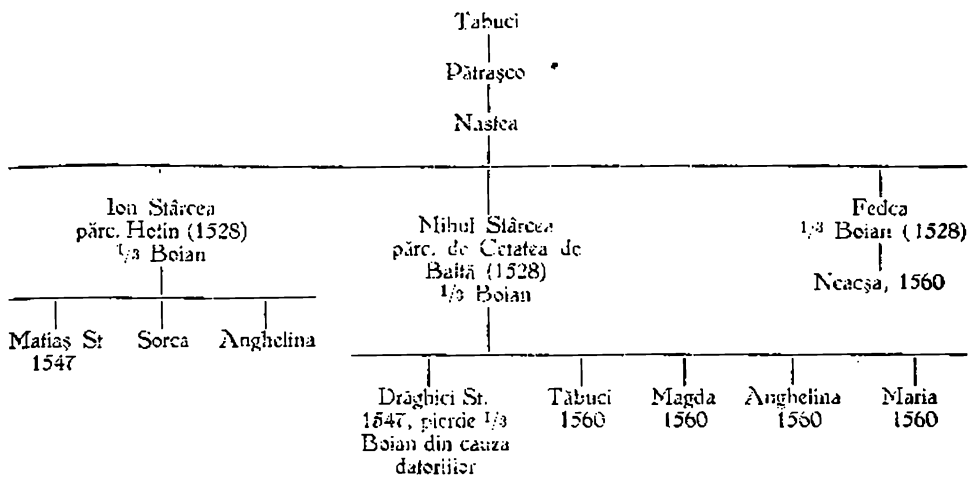 Tăbuci
Pătrașco
Nastea
Ion Stârcea
pârc. Hotin (1528)
1/3 Boian
Mihul Stârcea
pârc. de Cetatea de
Baltă (1528)
1/3 Boian
Fedca
1/3 Boian (1528)
Neacșa, 1560
Matiaș St
1547
Sorca
Anghelina
Drăghici St.
1547, pierde 1/3
Boian din cauza
datoriilor
Tăbuci
1560
Magda
1560
Anghelina
1560
Maria
1560